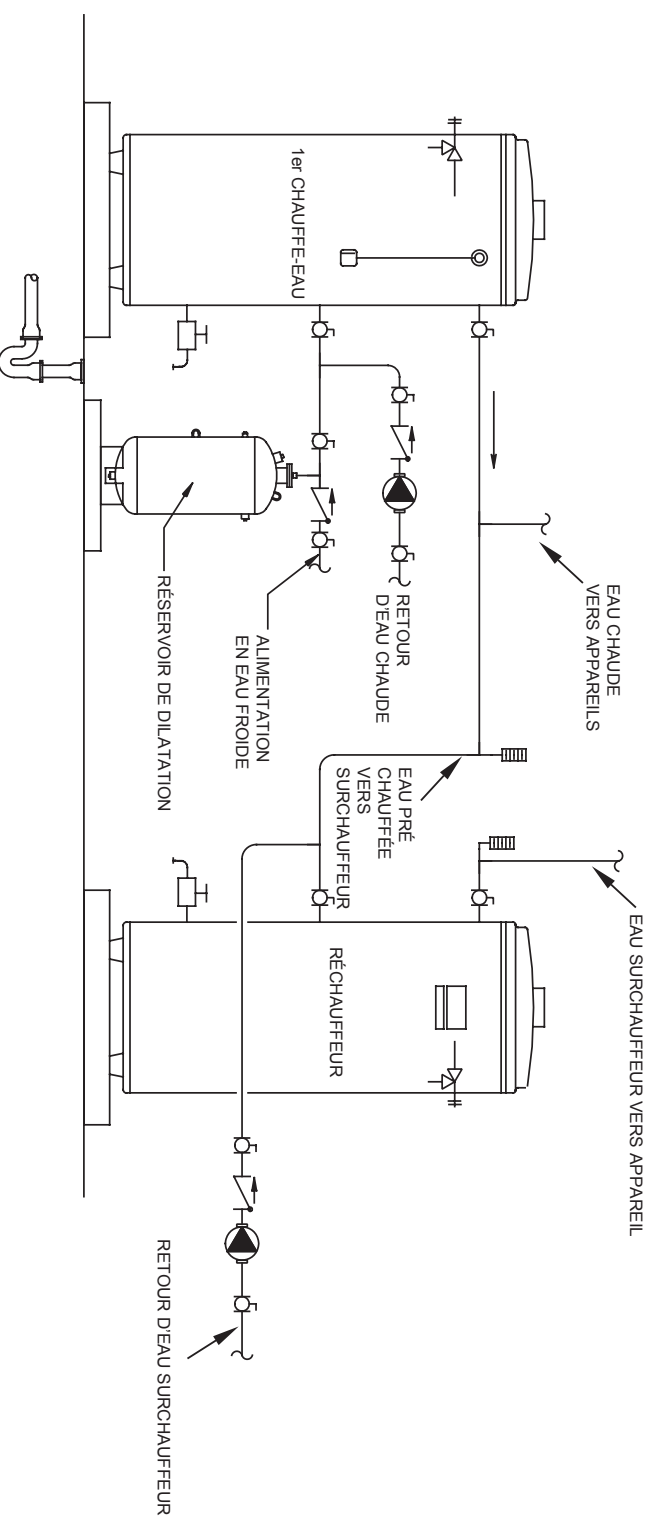 1er CHAUFFE-EAU
EAU CHAUDE
VERS APPAREILS
RETOUR
D'EAU CHAUDE
ALIMENTATION
EN EAU FROIDE
RÉSERVOIR DE DILATATION
EAU PRÉ
CHAUFFÉE
VERS
SURCHAUFFEUR
EAU SURCHAUFFEUR VERS APPAREIL
RÉCHAUFFEUR
RETOUR D'EAU SURCHAUFFEUR